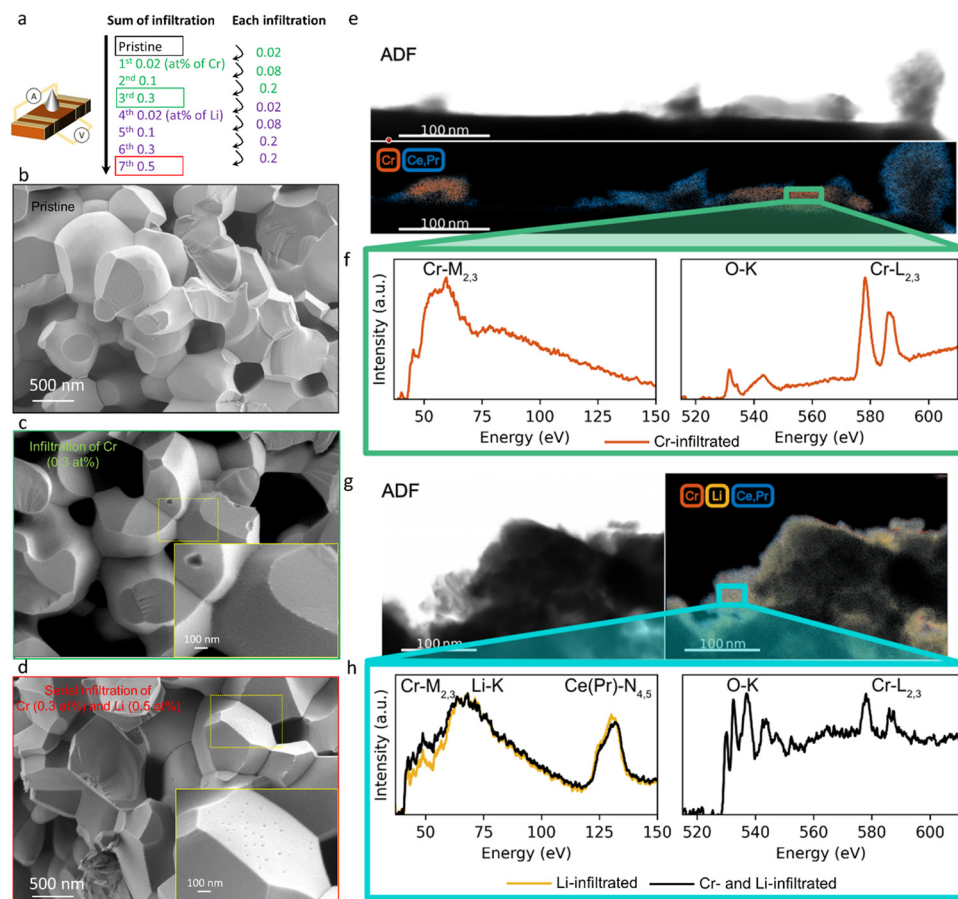 a
Sum of infiltration
Each infiltration
Pristine
1st 0.02 (at% of Cr)
2nd 0.1
3rd 0.3
4th 0.02 (at% of Li)
5th 0.1
6th 0.3
7th 0.5
0.02
0.08
0.2
0.02
0.08
0.2
0.2
A
V
b
Pristine
500 nm
c
Infiltration of Cr
(0.3 at%)
100 nm
d
Serial Infiltration of
Cr (0.3 at%) and Li (0.5 at%)
500 nm
100 nm
e
ADF
100 nm
Cr Ce,Pr
100 nm
f
Cr-M2,3
Intensity (a.u.)
50 75 100 125 150
Energy (eV)
O-K Cr-L2,3
520 540 560 580 600
Energy (eV)
Cr-infiltrated
g
ADF
100 nm
Cr Li Ce,Pr
100 nm
h
Cr-M2,3 Li-K Ce(Pr)-N4,5
Intensity (a.u.)
50 75 100 125 150
Energy (eV)
O-K Cr-L2,3
520 540 560 580 600
Energy (eV)
Li-infiltrated Cr- and Li-infiltrated